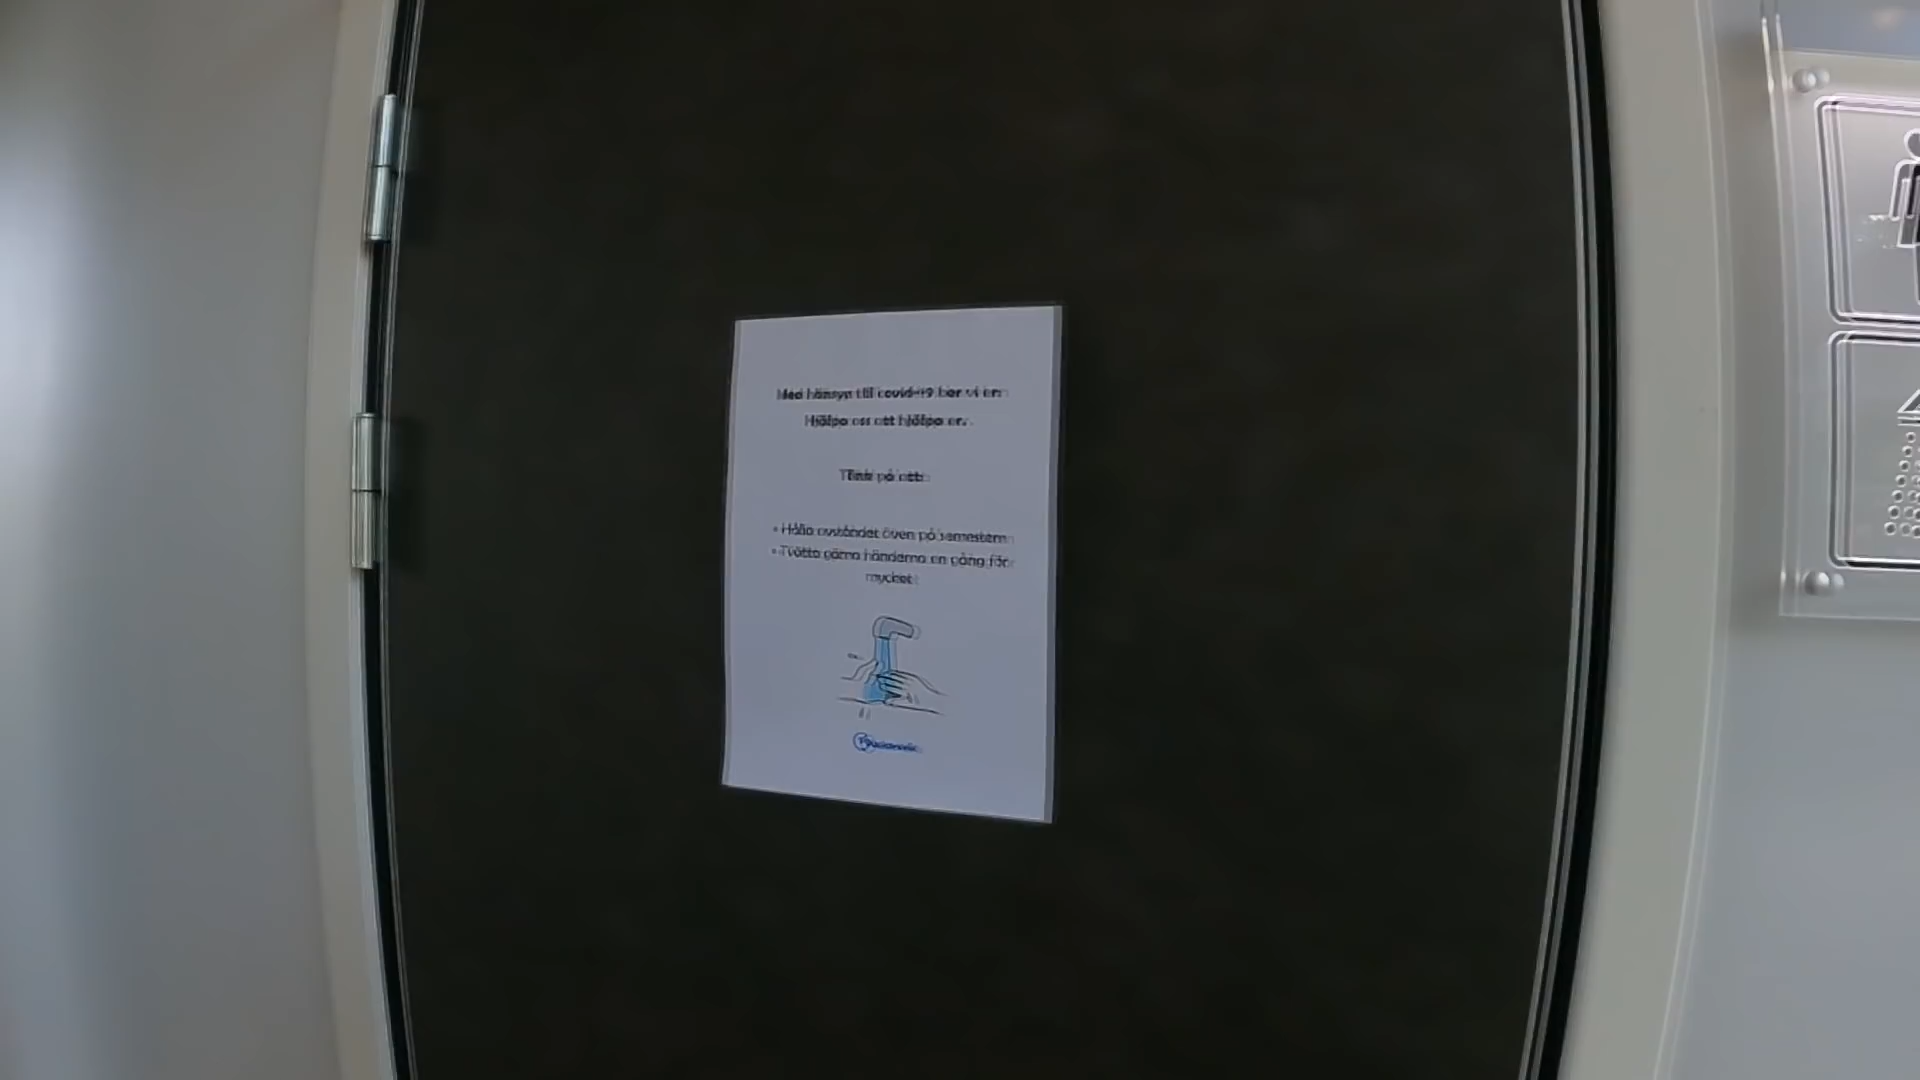 Med hänsyn till covid-19 ber vi er:
Hjälpa oss att hjälpa er.
Tänk på att:
• Hålla avståndet även på semestern
• Tvätta gärna händerna en gång för
mycket